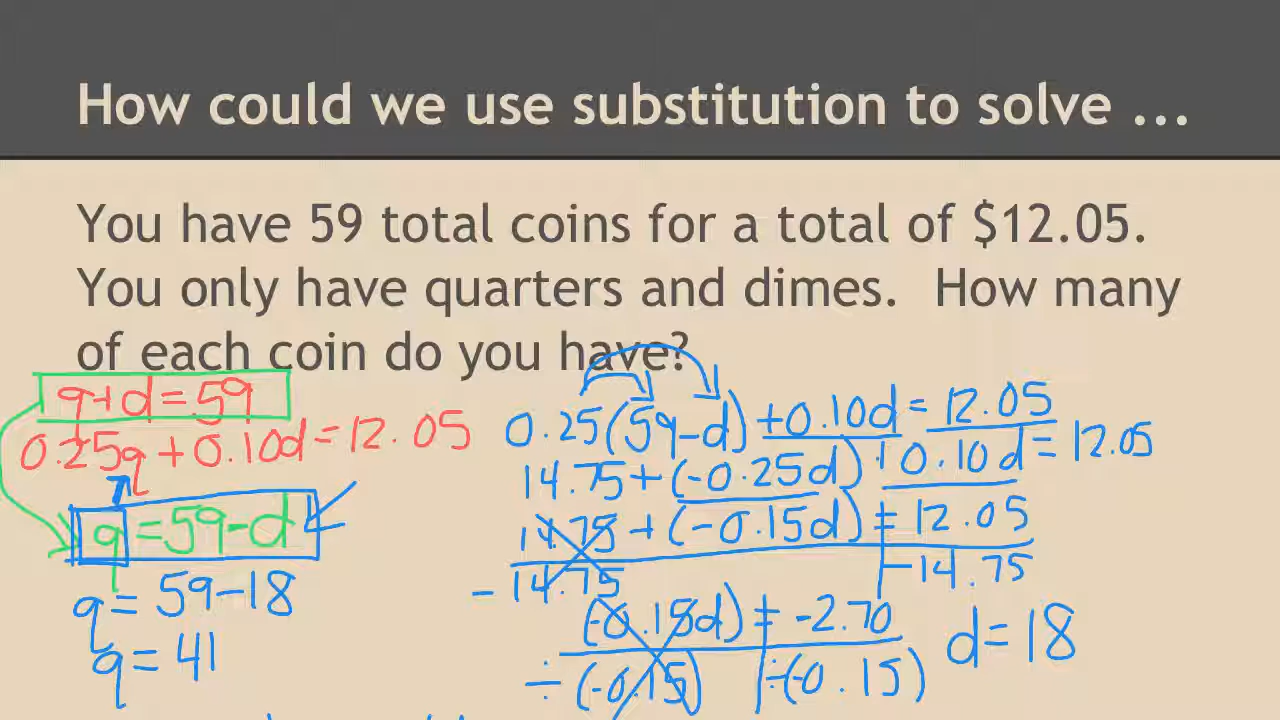 How could we use substitution to solve ...
You have 59 total coins for a total of $12.05.
You only have quarters and dimes. How many
of each coin do you have?
q+d=59
0.25q+0.10d=12.05
q=59-d
q=59-18
q=41
0.25(59-d)+0.10d=12.05
14.75+(-0.25d)+0.10d=12.05
14.75+(-0.15d)=12.05
-14.75 -14.75
(-0.15d)=-2.70
÷(-0.15) ÷(-0.15)
d=18